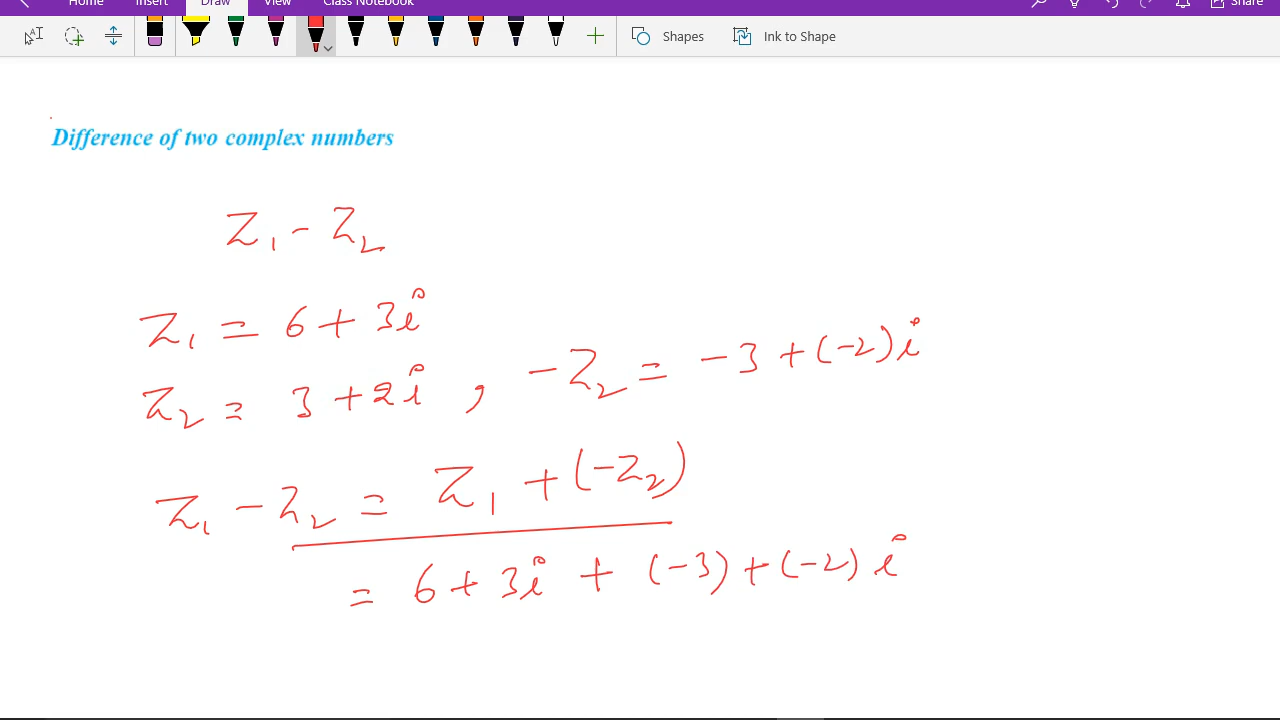 Home Insert Draw View Class Notebook Share
Shapes Ink to Shape
Difference of two complex numbers
Z₁ - Z₂
Z₁ = 6 + 3i
Z₂ = 3 + 2i , -Z₂ = -3 + (-2)i
Z₁ - Z₂ = Z₁ + (-Z₂)
= 6 + 3i + (-3) + (-2) i